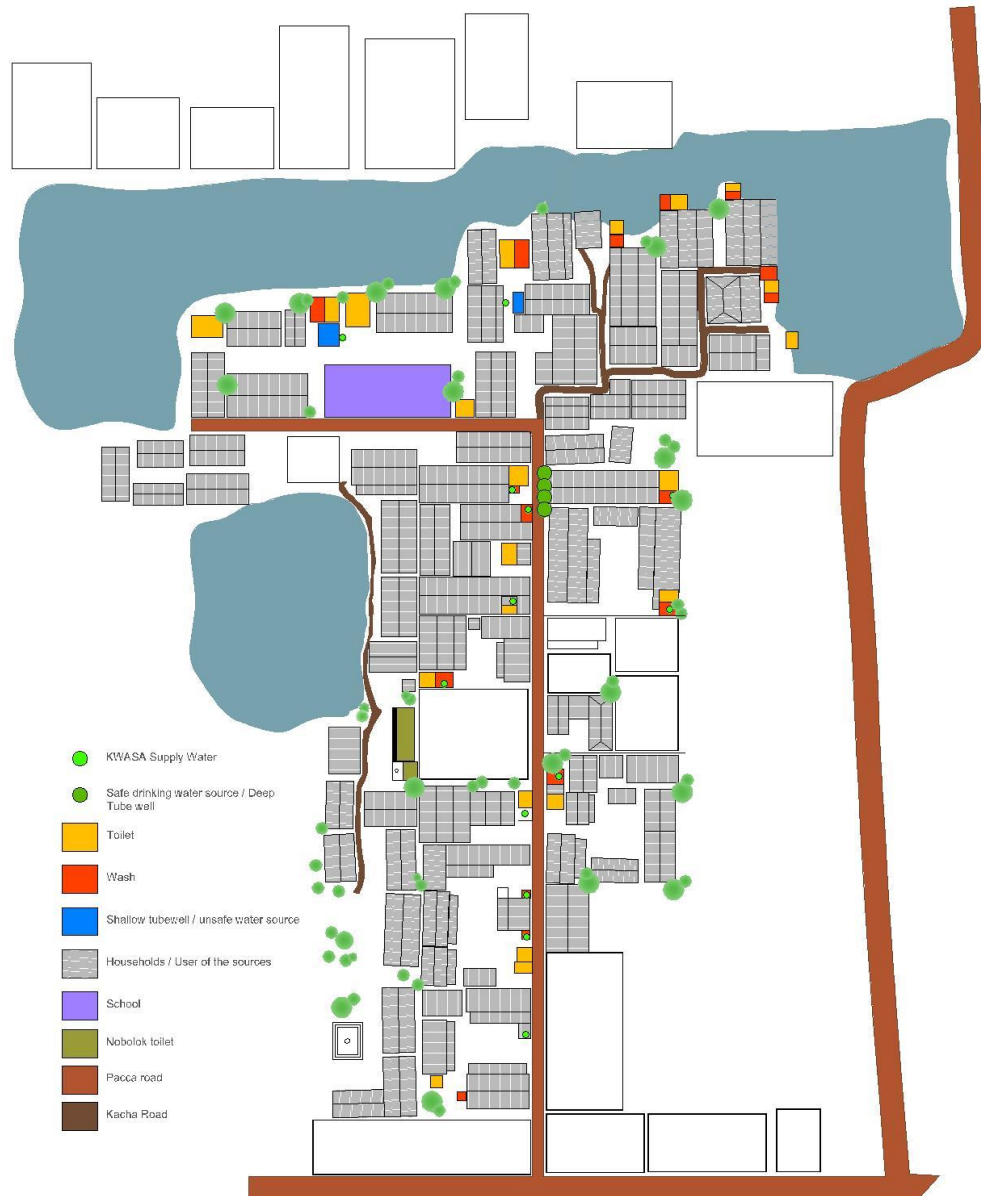 KWASA Supply Water
Safe drinking water source / Deep
Tube well
Toilet
Wash
Shallow tubewell / unsafe water source
Households / User of the sources
School
Nobolok toilet
Pacca road
Kacha Road